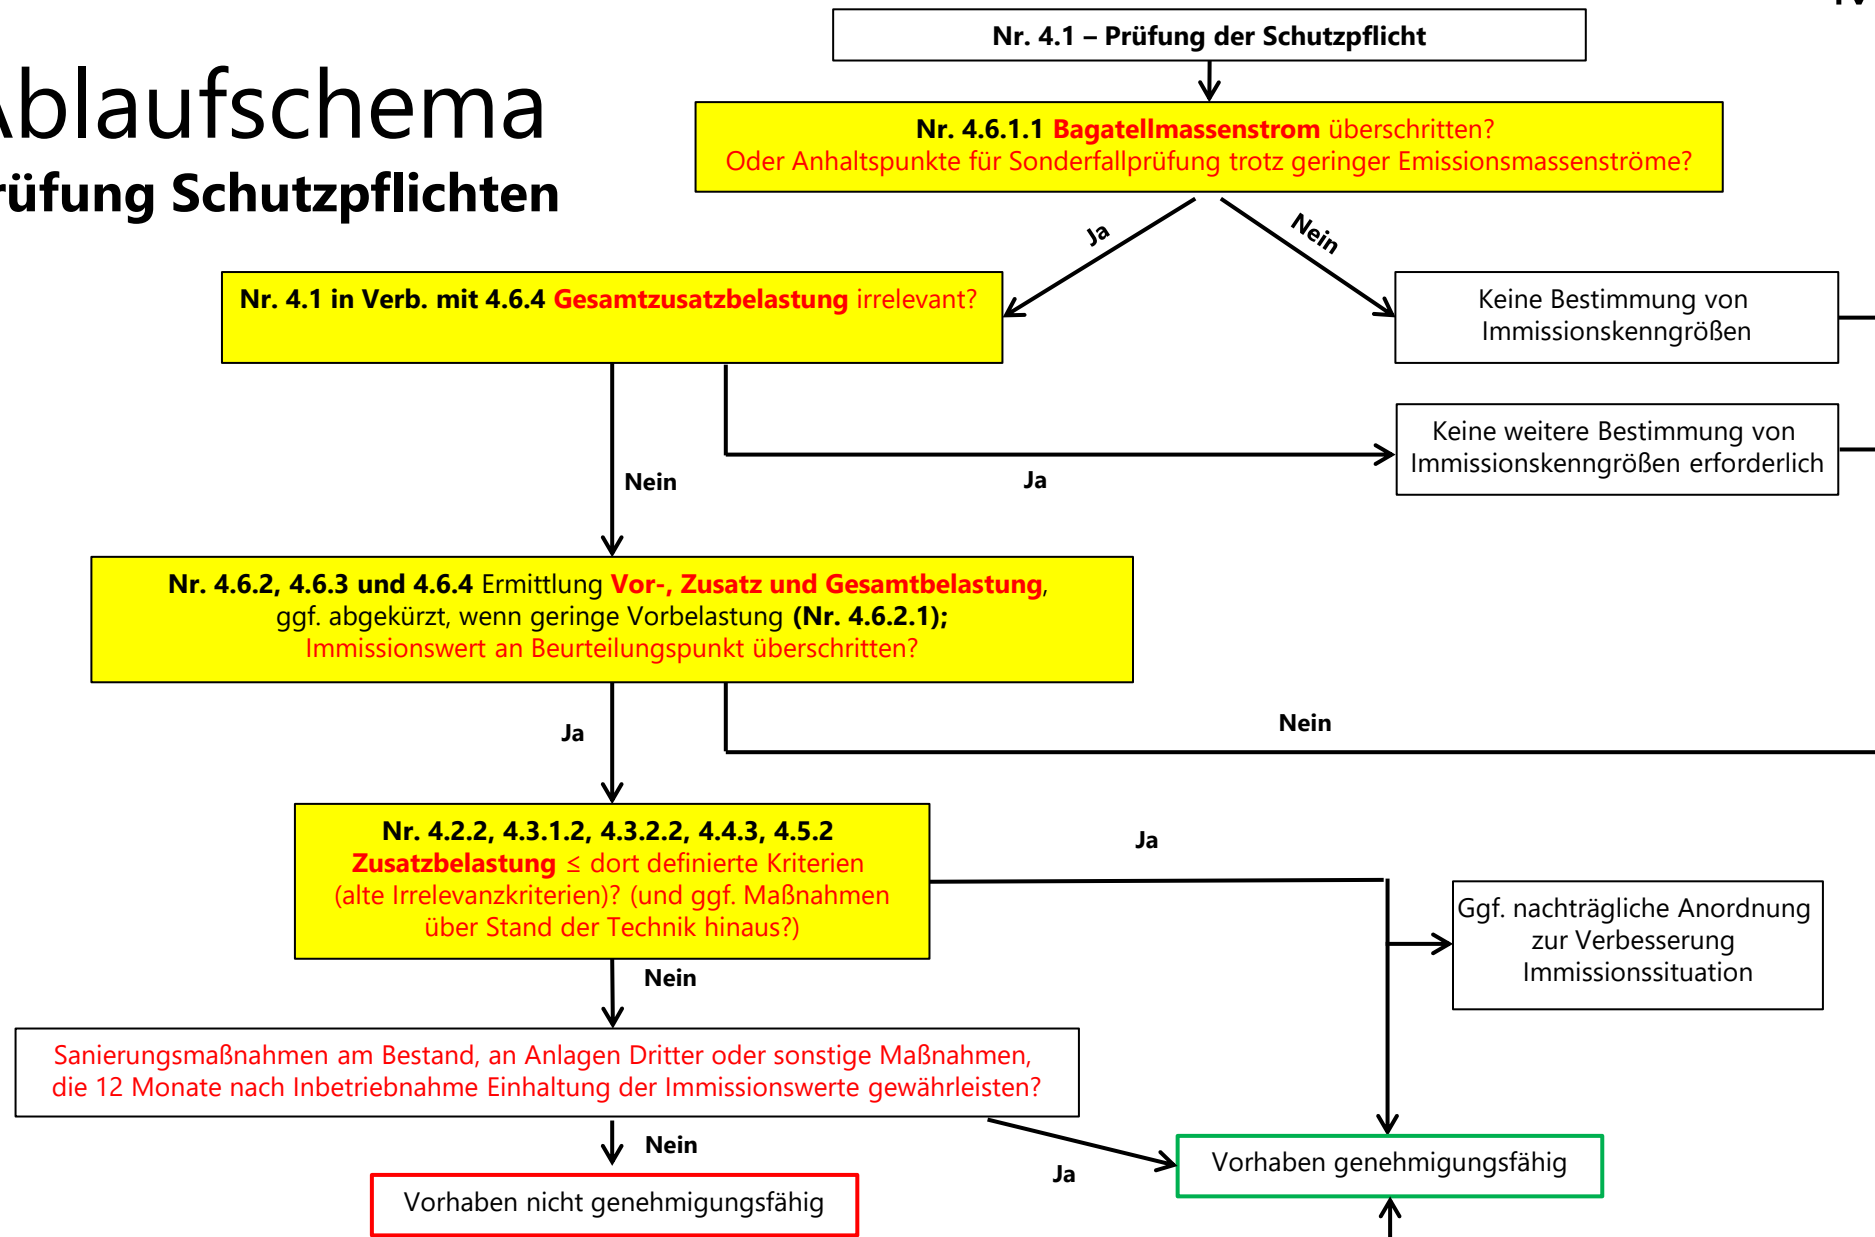 Nr. 4.1 – Prüfung der Schutzpflicht
Ablaufschema
rüfung Schutzpflichten
Nr. 4.6.1.1 Bagatellmassenstrom überschritten?
Oder Anhaltspunkte für Sonderfallprüfung trotz geringer Emissionsmassenströme?
Ja
Nein
Nr. 4.1 in Verb. mit 4.6.4 Gesamtzusatzbelastung irrelevant?
Keine Bestimmung von
Immissionskenngrößen
Keine weitere Bestimmung von
Immissionskenngrößen erforderlich
Nein
Ja
Nr. 4.6.2, 4.6.3 und 4.6.4 Ermittlung Vor-, Zusatz und Gesamtbelastung,
ggf. abgekürzt, wenn geringe Vorbelastung (Nr. 4.6.2.1);
Immissionswert an Beurteilungspunkt überschritten?
Ja
Nein
Nr. 4.2.2, 4.3.1.2, 4.3.2.2, 4.4.3, 4.5.2
Zusatzbelastung ≤ dort definierte Kriterien
(alte Irrelevanzkriterien)? (und ggf. Maßnahmen
über Stand der Technik hinaus?)
Ja
Ggf. nachträgliche Anordnung
zur Verbesserung
Immissionssituation
Nein
Sanierungsmaßnahmen am Bestand, an Anlagen Dritter oder sonstige Maßnahmen,
die 12 Monate nach Inbetriebnahme Einhaltung der Immissionswerte gewährleisten?
Nein
Ja
Vorhaben genehmigungsfähig
Vorhaben nicht genehmigungsfähig